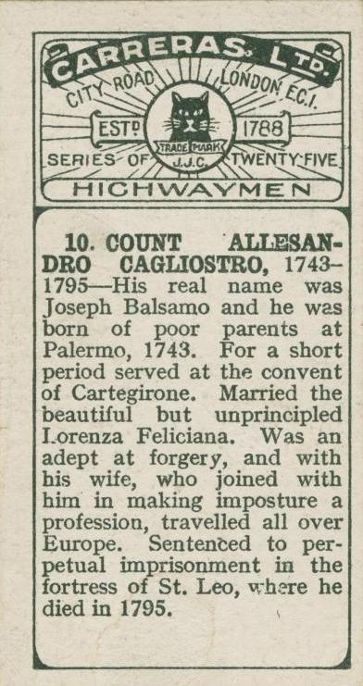 CARRERAS, LTD.
CITY ROAD, LONDON, E.C.1.
ESTD 1788
TRADE MARK
J.J.C.
SERIES OF TWENTY-FIVE
HIGHWAYMEN
10. COUNT ALLESAN-
DRO CAGLIOSTRO, 1743-
1795—His real name was
Joseph Balsamo and he was
born of poor parents at
Palermo, 1743. For a short
period served at the convent
of Cartegirone. Married the
beautiful but unprincipled
Lorenza Feliciana. Was an
adept at forgery, and with
his wife, who joined with
him in making imposture a
profession, travelled all over
Europe. Sentenced to per-
petual imprisonment in the
fortress of St. Leo, where he
died in 1795.